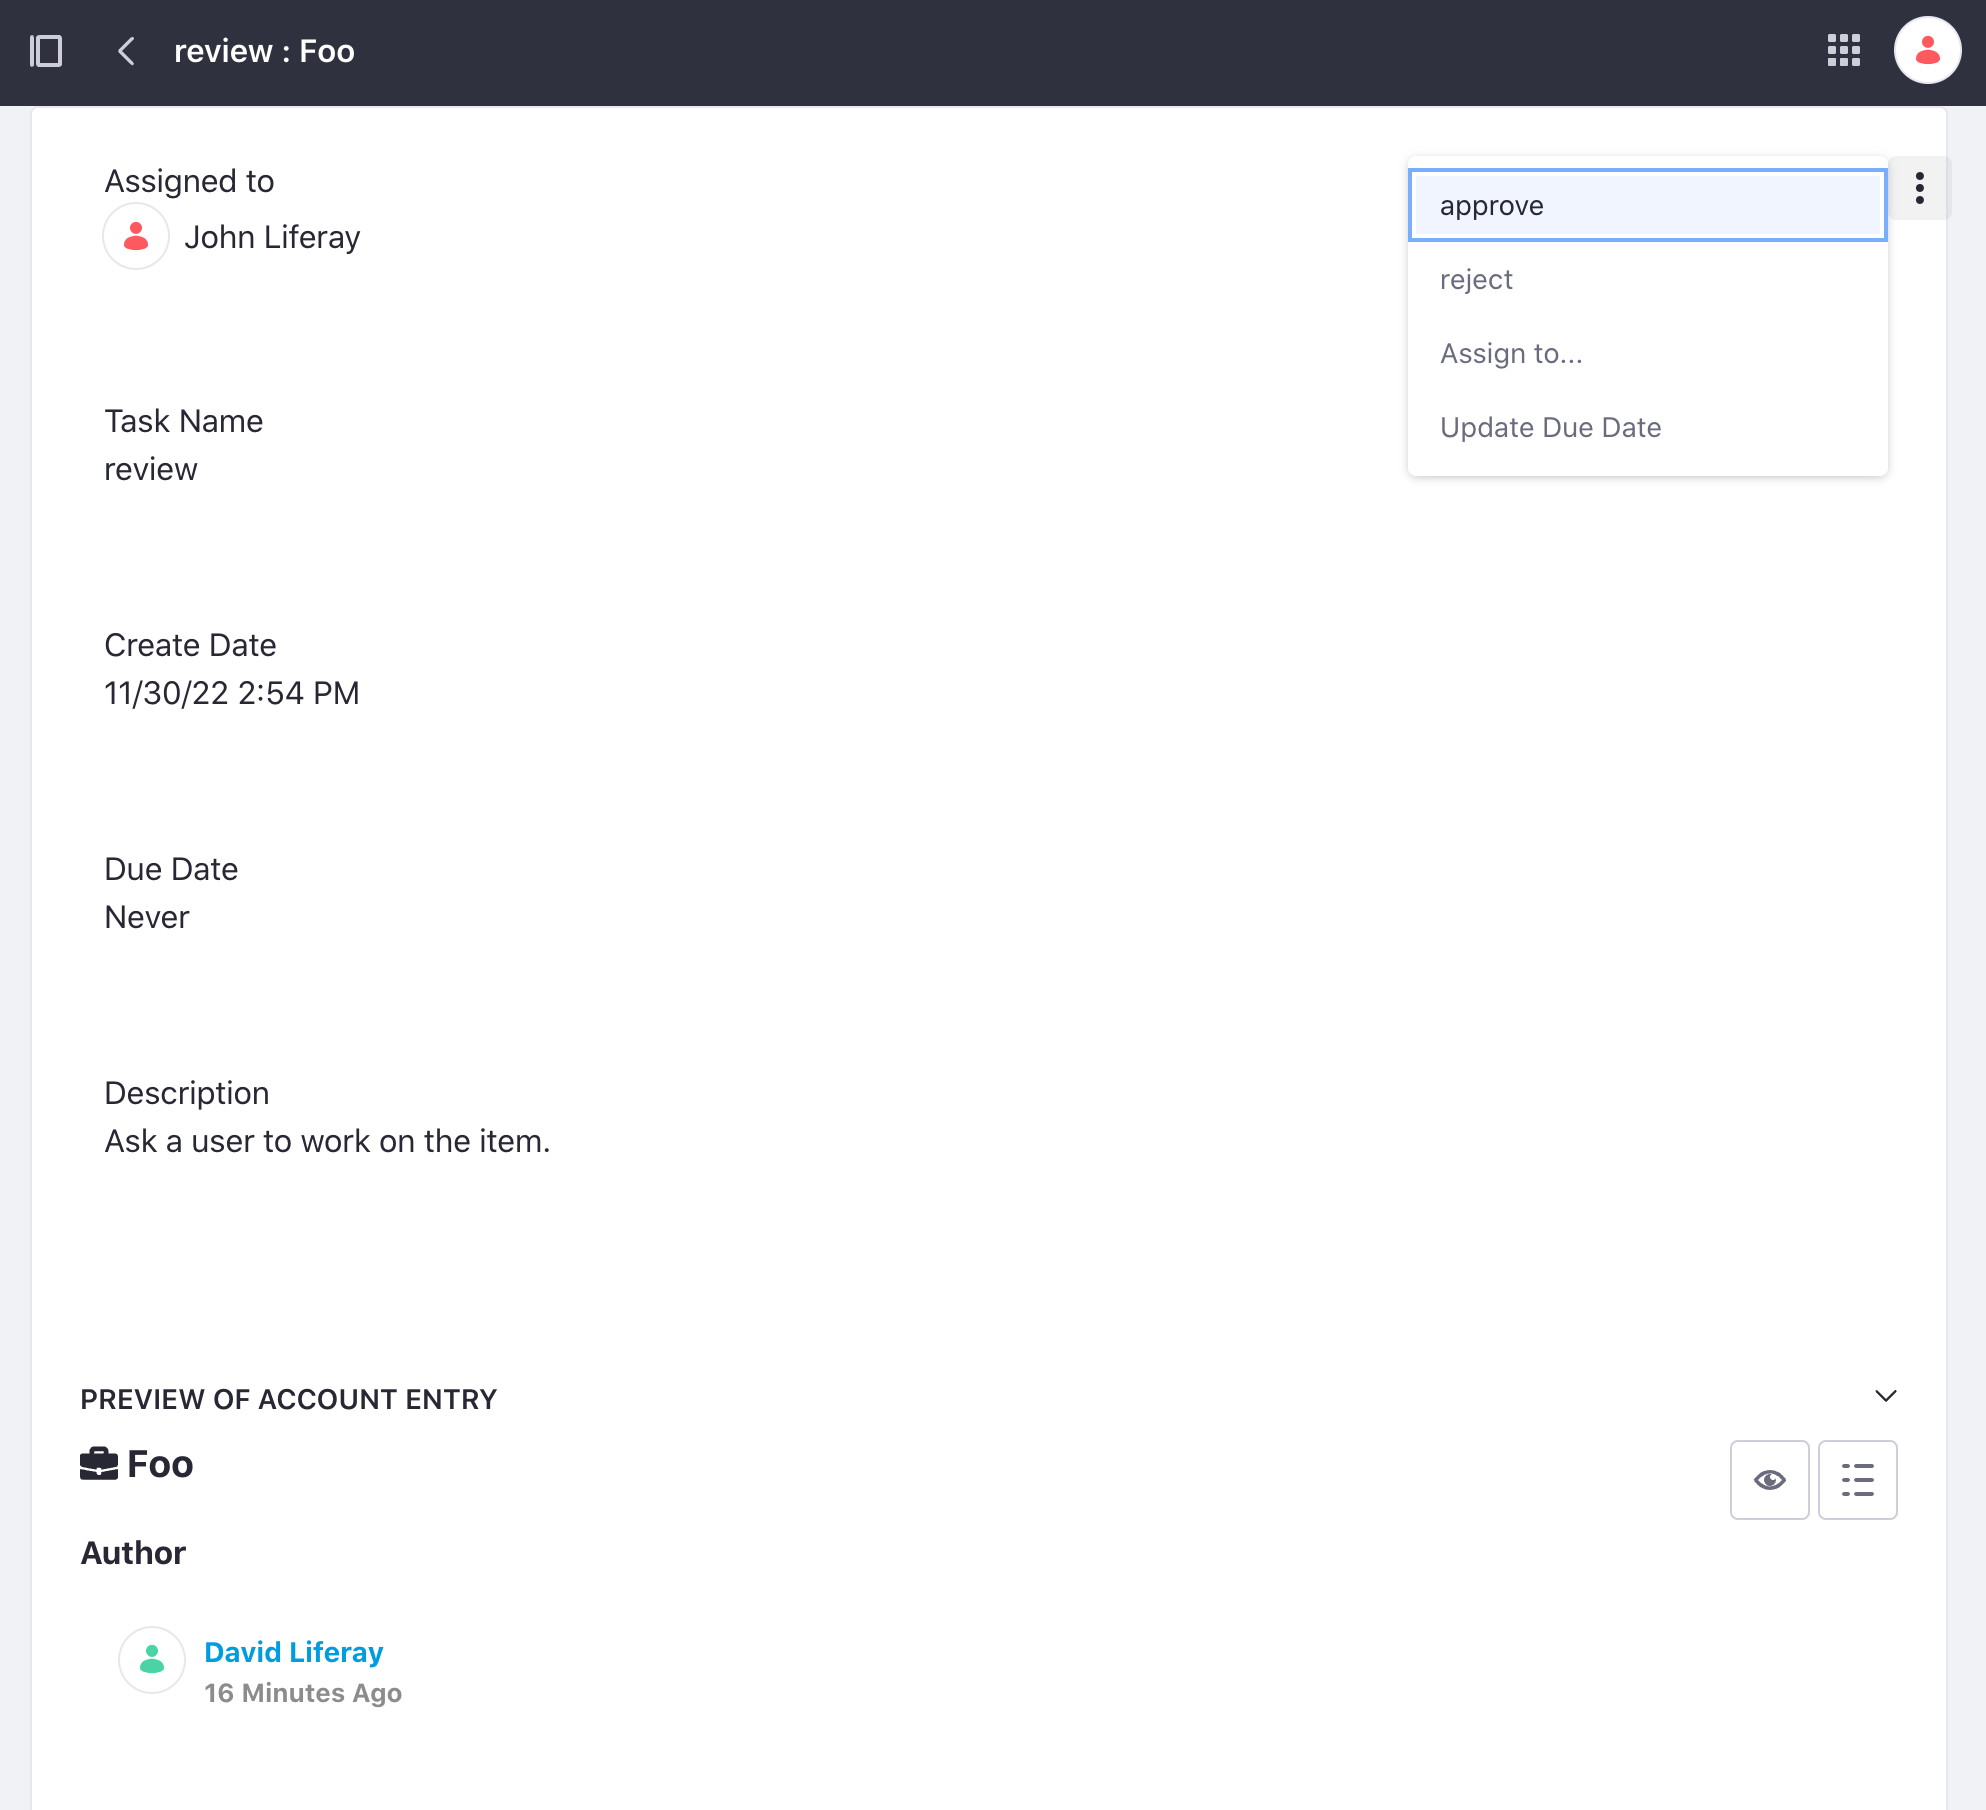 review : Foo
Assigned to
John Liferay
approve
reject
Assign to...
Update Due Date
Task Name
review
Create Date
11/30/22 2:54 PM
Due Date
Never
Description
Ask a user to work on the item.
PREVIEW OF ACCOUNT ENTRY
Foo
Author
David Liferay
16 Minutes Ago